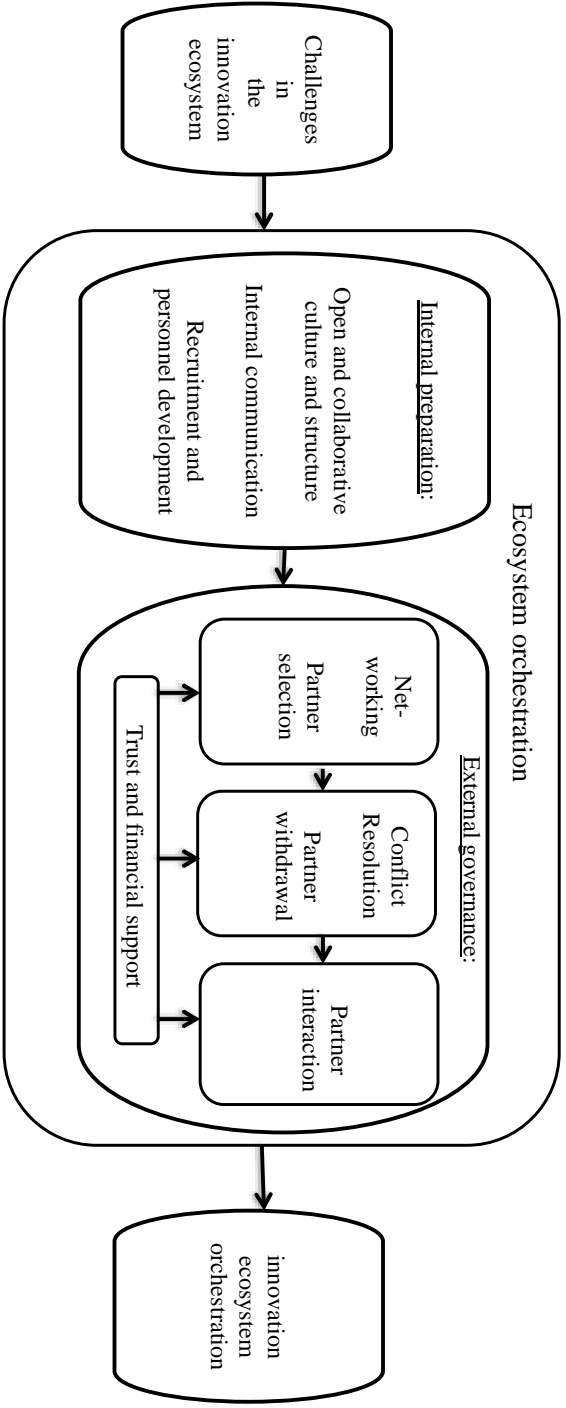 Challenges
in
the
innovation
ecosystem
Ecosystem orchestration
Internal preparation:
Open and collaborative
culture and structure
Internal communication
Recruitment and
personnel development
External governance:
Net-
working
Partner
selection
Conflict
Resolution
Partner
withdrawal
Partner
interaction
Trust and financial support
innovation
ecosystem
orchestration